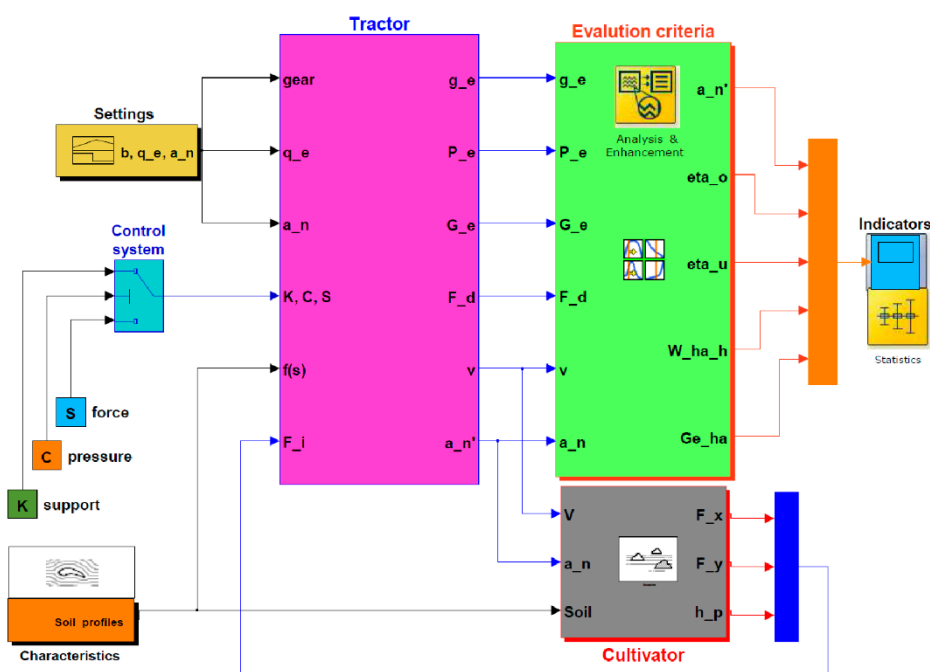 Tractor
Evalution criteria
gear
g_e
g_e
a_n'
Analysis &
Enhancement
Settings
b, q_e, a_n
q_e
P_e
P_e
eta_o
a_n
G_e
G_e
Control
system
Indicators
eta_u
K, C, S
F_d
F_d
W_ha_h
Statistics
f(s)
v
v
S
force
F_i
a_n'
a_n
Ge_ha
C
pressure
K
support
V
F_x
a_n
F_y
Soil
h_p
Soil profiles
Characteristics
Cultivator